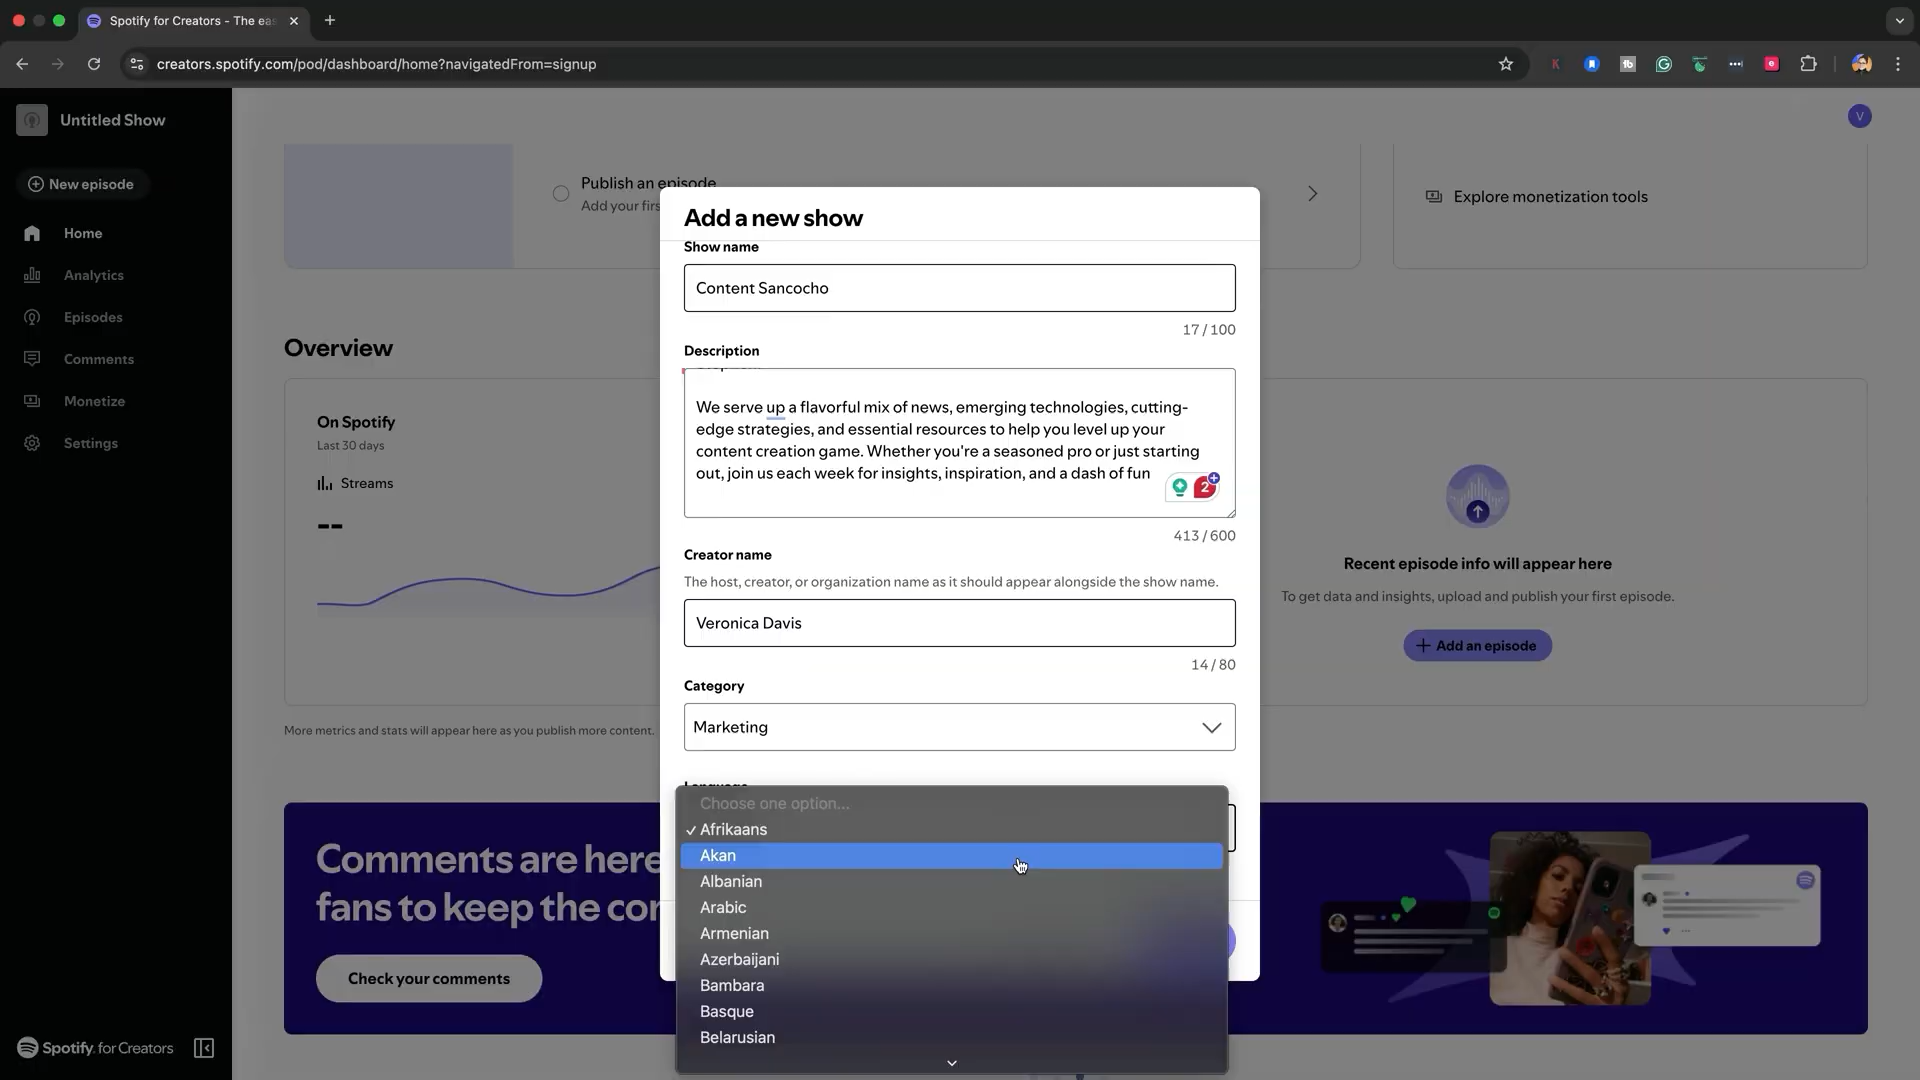 Spotify for Creators - The eas
creators.spotify.com/pod/dashboard/home?navigatedFrom=signup
Untitled Show
V
New episode
Home
Analytics
Episodes
Comments
Monetize
Settings
Spotify for Creators
Publish an episode
Add your firs
Explore monetization tools
Overview
On Spotify
Last 30 days
Streams
--
More metrics and stats will appear here as you publish more content.
Recent episode info will appear here
To get data and insights, upload and publish your first episode.
Add an episode
Comments are here
fans to keep the con
Check your comments
Add a new show
Show name
Content Sancocho
17 / 100
Description
We serve up a flavorful mix of news, emerging technologies, cutting-
edge strategies, and essential resources to help you level up your
content creation game. Whether you're a seasoned pro or just starting
out, join us each week for insights, inspiration, and a dash of fun
2
413 / 600
Creator name
The host, creator, or organization name as it should appear alongside the show name.
Veronica Davis
14 / 80
Category
Marketing
Language
Choose one option...
✓ Afrikaans
Akan
Albanian
Arabic
Armenian
Azerbaijani
Bambara
Basque
Belarusian